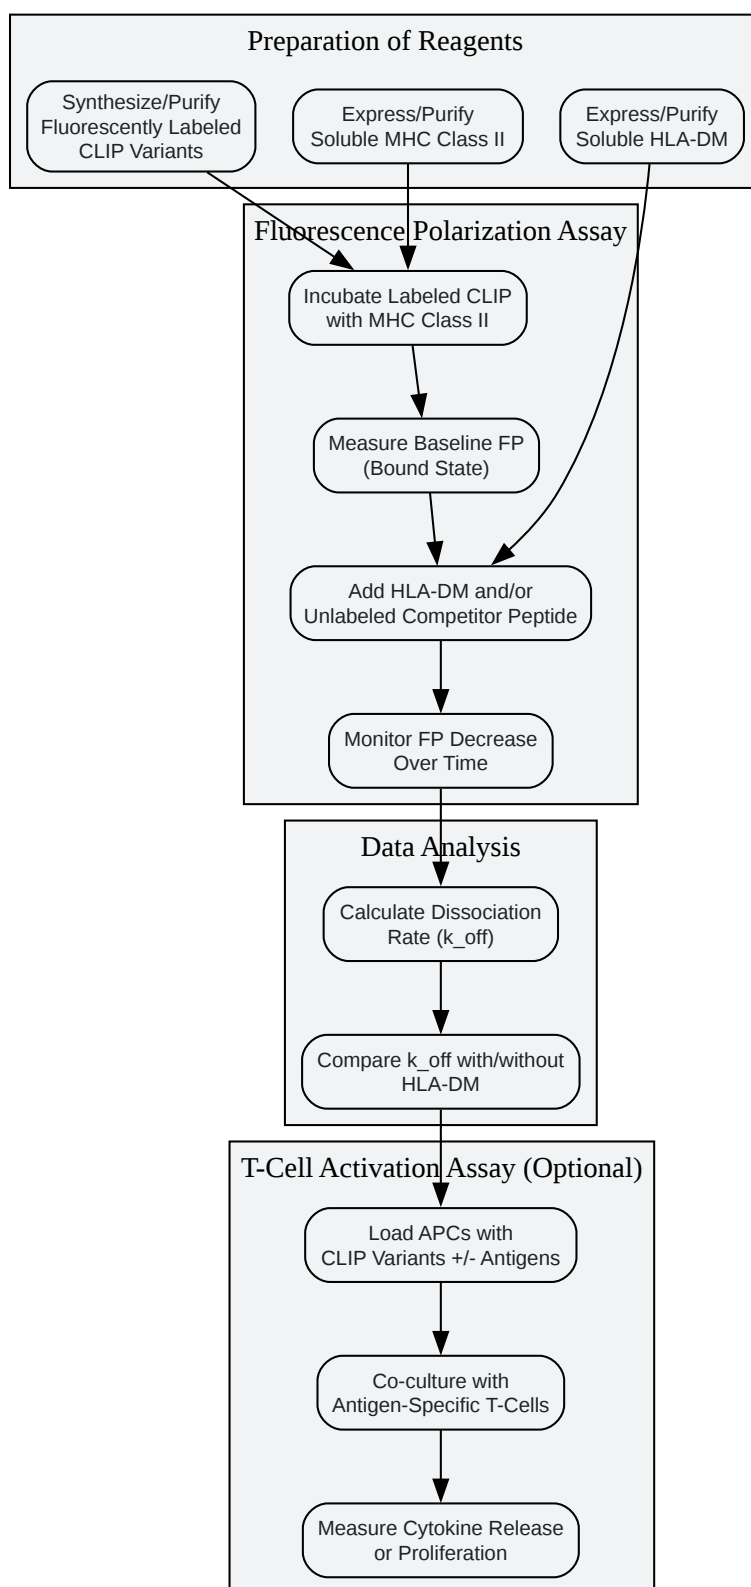 Preparation of Reagents
Synthesize/Purify
Fluorescently Labeled
CLIP Variants
Express/Purify
Soluble MHC Class II
Express/Purify
Soluble HLA-DM
Fluorescence Polarization Assay
Incubate Labeled CLIP
with MHC Class II
Measure Baseline FP
(Bound State)
Add HLA-DM and/or
Unlabeled Competitor Peptide
Monitor FP Decrease
Over Time
Data Analysis
Calculate Dissociation
Rate (k_off)
Compare k_off with/without
HLA-DM
T-Cell Activation Assay (Optional)
Load APCs with
CLIP Variants +/- Antigens
Co-culture with
Antigen-Specific T-Cells
Measure Cytokine Release
or Proliferation